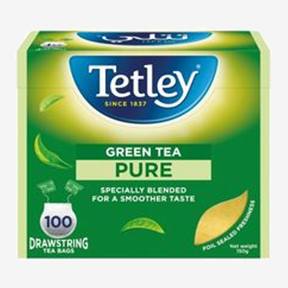 Tetley
SINCE 1837
GREEN TEA
PURE
SPECIALLY BLENDED
FOR A SMOOTHER TASTE
100
DRAWSTRING
TEA BAGS
FOIL SEALED FRESHNESS
Net weight
150g